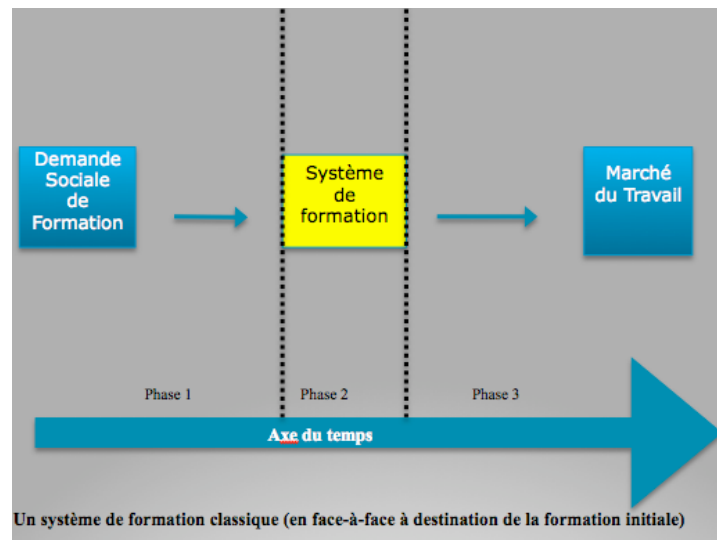 Demande
Sociale
de
Formation
Système
de
formation
Marché
du Travail
Phase 1
Phase 2
Phase 3
Axe du temps
Un système de formation classique (en face-à-face à destination de la formation initiale)